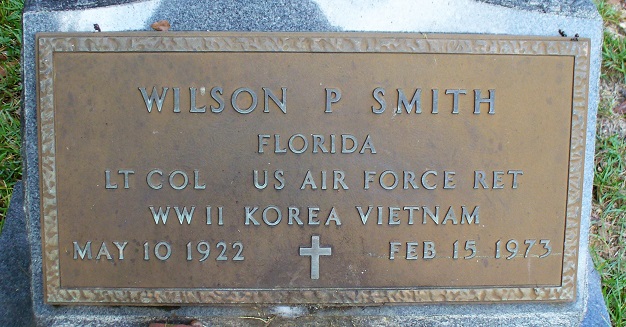 WILSON P SMITH
FLORIDA
LT COL US AIR FORCE RET
WW II KOREA VIETNAM
MAY 10 1922 FEB 15 1973